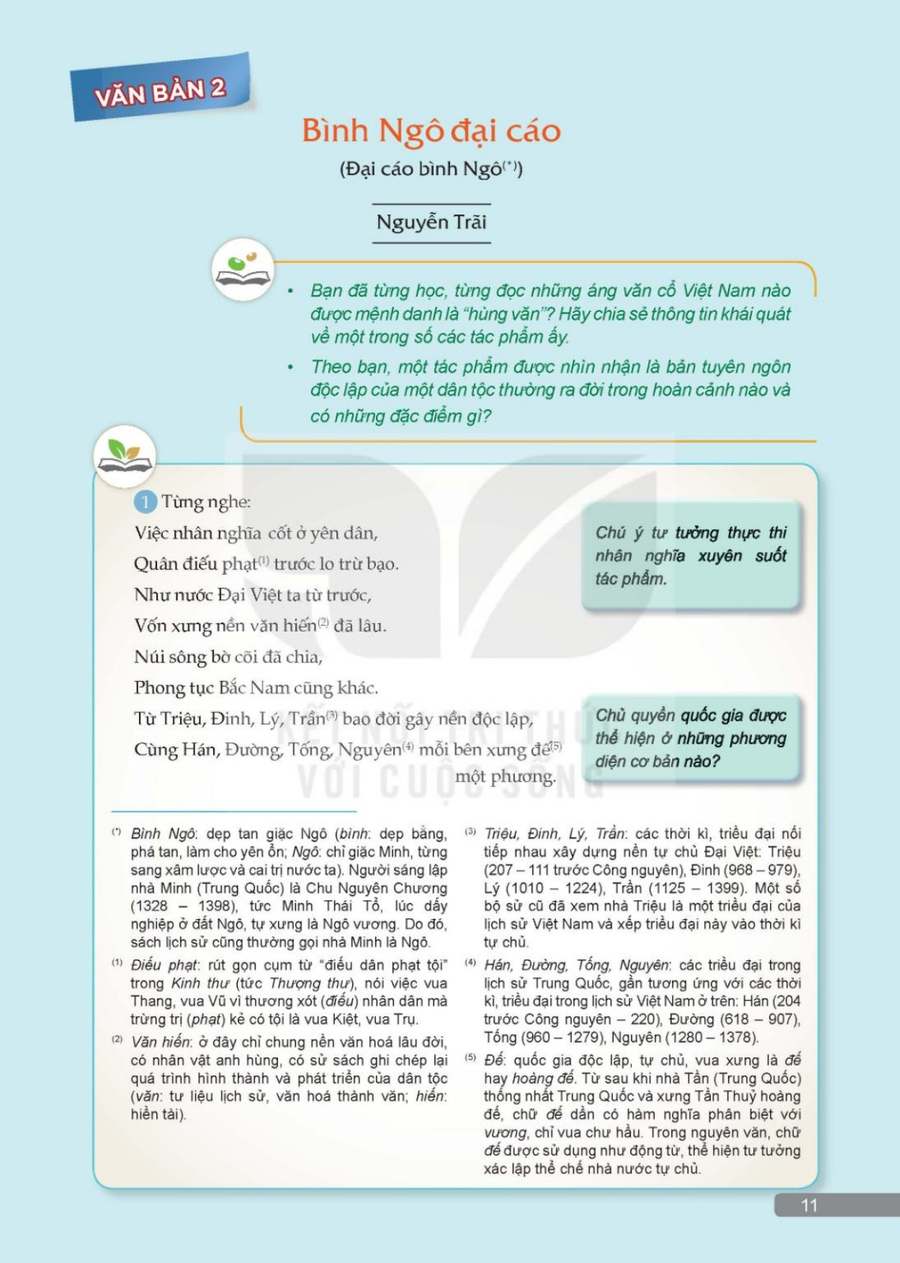 VĂN BẢN 2
Bình Ngô đại cáo
(Đại cáo bình Ngô(*))
Nguyễn Trãi
• Bạn đã từng học, từng đọc những áng văn cổ Việt Nam nào
được mệnh danh là “hùng văn”? Hãy chia sẻ thông tin khái quát
về một trong số các tác phẩm ấy.
• Theo bạn, một tác phẩm được nhìn nhận là bản tuyên ngôn
độc lập của một dân tộc thường ra đời trong hoàn cảnh nào và
có những đặc điểm gì?
1 Từng nghe:
Việc nhân nghĩa cốt ở yên dân,
Quân điếu phạt(1) trước lo trừ bạo.
Như nước Đại Việt ta từ trước,
Vốn xưng nền văn hiến(2) đã lâu.
Núi sông bờ cõi đã chia,
Phong tục Bắc Nam cũng khác.
Từ Triệu, Đinh, Lý, Trần(3) bao đời gây nền độc lập,
Cùng Hán, Đường, Tống, Nguyên(4) mỗi bên xưng đế(5)
một phương.
Chú ý tư tưởng thực thi
nhân nghĩa xuyên suốt
tác phẩm.
Chủ quyền quốc gia được
thể hiện ở những phương
diện cơ bản nào?
KẾT NỐI TRI THỨC
VỚI CUỘC SỐNG
(*) Bình Ngô: dẹp tan giặc Ngô (bình: dẹp bằng,
phá tan, làm cho yên ổn; Ngô: chỉ giặc Minh, từng
sang xâm lược và cai trị nước ta). Người sáng lập
nhà Minh (Trung Quốc) là Chu Nguyên Chương
(1328 – 1398), tức Minh Thái Tổ, lúc dấy
nghiệp ở đất Ngô, tự xưng là Ngô vương. Do đó,
sách lịch sử cũng thường gọi nhà Minh là Ngô.
(1) Điếu phạt: rút gọn cụm từ “điếu dân phạt tội”
trong Kinh thư (tức Thượng thư), nói việc vua
Thang, vua Vũ vì thương xót (điếu) nhân dân mà
trừng trị (phạt) kẻ có tội là vua Kiệt, vua Trụ.
(2) Văn hiến: ở đây chỉ chung nền văn hoá lâu đời,
có nhân vật anh hùng, có sử sách ghi chép lại
quá trình hình thành và phát triển của dân tộc
(văn: tư liệu lịch sử, văn hoá thành văn; hiến:
hiền tài).
(3) Triệu, Đinh, Lý, Trần: các thời kì, triều đại nối
tiếp nhau xây dựng nền tự chủ Đại Việt: Triệu
(207 – 111 trước Công nguyên), Đinh (968 – 979),
Lý (1010 – 1224), Trần (1125 – 1399). Một số
bộ sử cũ đã xem nhà Triệu là một triều đại của
lịch sử Việt Nam và xếp triều đại này vào thời kì
tự chủ.
(4) Hán, Đường, Tống, Nguyên: các triều đại trong
lịch sử Trung Quốc, gần tương ứng với các thời
kì, triều đại trong lịch sử Việt Nam ở trên: Hán (204
trước Công nguyên – 220), Đường (618 – 907),
Tống (960 – 1279), Nguyên (1280 – 1378).
(5) Đế: quốc gia độc lập, tự chủ, vua xưng là đế
hay hoàng đế. Từ sau khi nhà Tần (Trung Quốc)
thống nhất Trung Quốc và xưng Tần Thuỷ hoàng
đế, chữ đế dần có hàm nghĩa phân biệt với
vương, chỉ vua chư hầu. Trong nguyên văn, chữ
đế được sử dụng như động từ, thể hiện tư tưởng
xác lập thể chế nhà nước tự chủ.
11